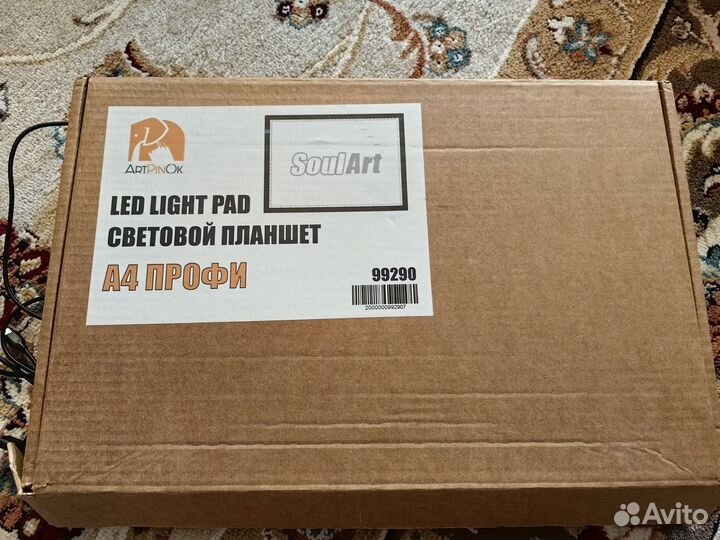 ARTPINOK
SoulArt
LED LIGHT PAD
СВЕТОВОЙ ПЛАНШЕТ
А4 ПРОФИ
99290
2000000992907
Avito